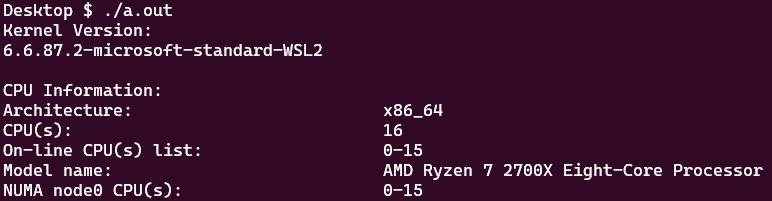 Desktop $ ./a.out
Kernel Version:
6.6.87.2-microsoft-standard-WSL2

CPU Information:
Architecture: x86_64
CPU(s): 16
On-line CPU(s) list: 0-15
Model name: AMD Ryzen 7 2700X Eight-Core Processor
NUMA node0 CPU(s): 0-15